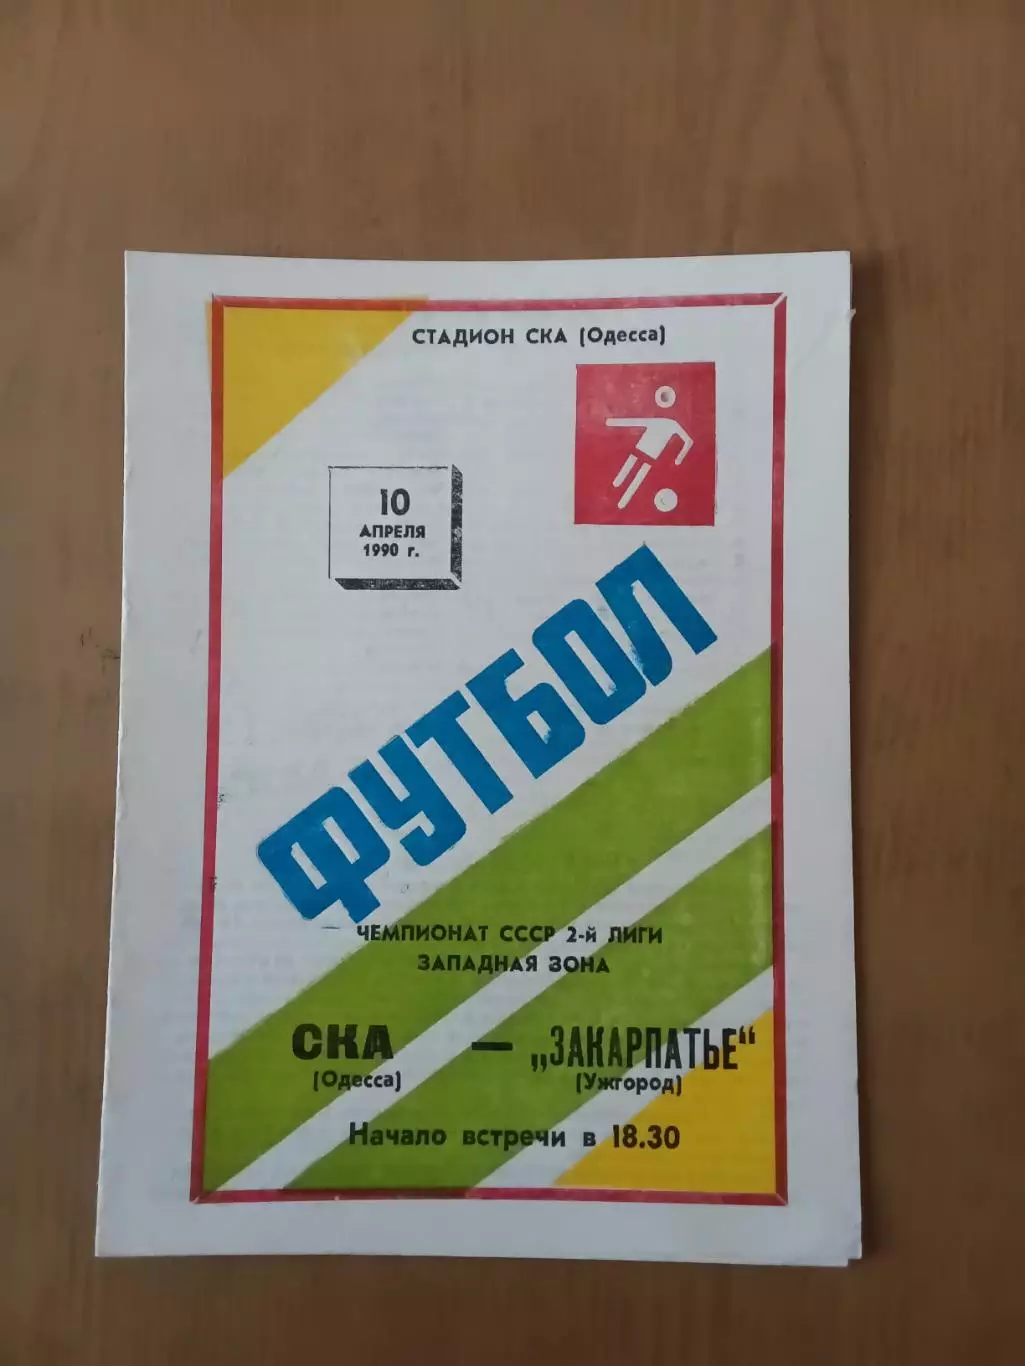 СТАДИОН СКА (Одесса)
10
АПРЕЛЯ
1990 г.
ФУТБОЛ
ЧЕМПИОНАТ СССР 2-й ЛИГИ
ЗАПАДНАЯ ЗОНА
СКА — „ЗАКАРПАТЬЕ“
(Одесса) (Ужгород)
Начало встречи в 18.30